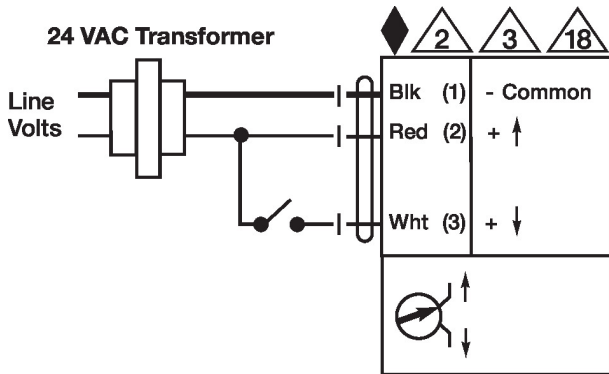 24 VAC Transformer
2 3 18
Line
Volts
Blk (1) - Common
Red (2) +
Wht (3) +